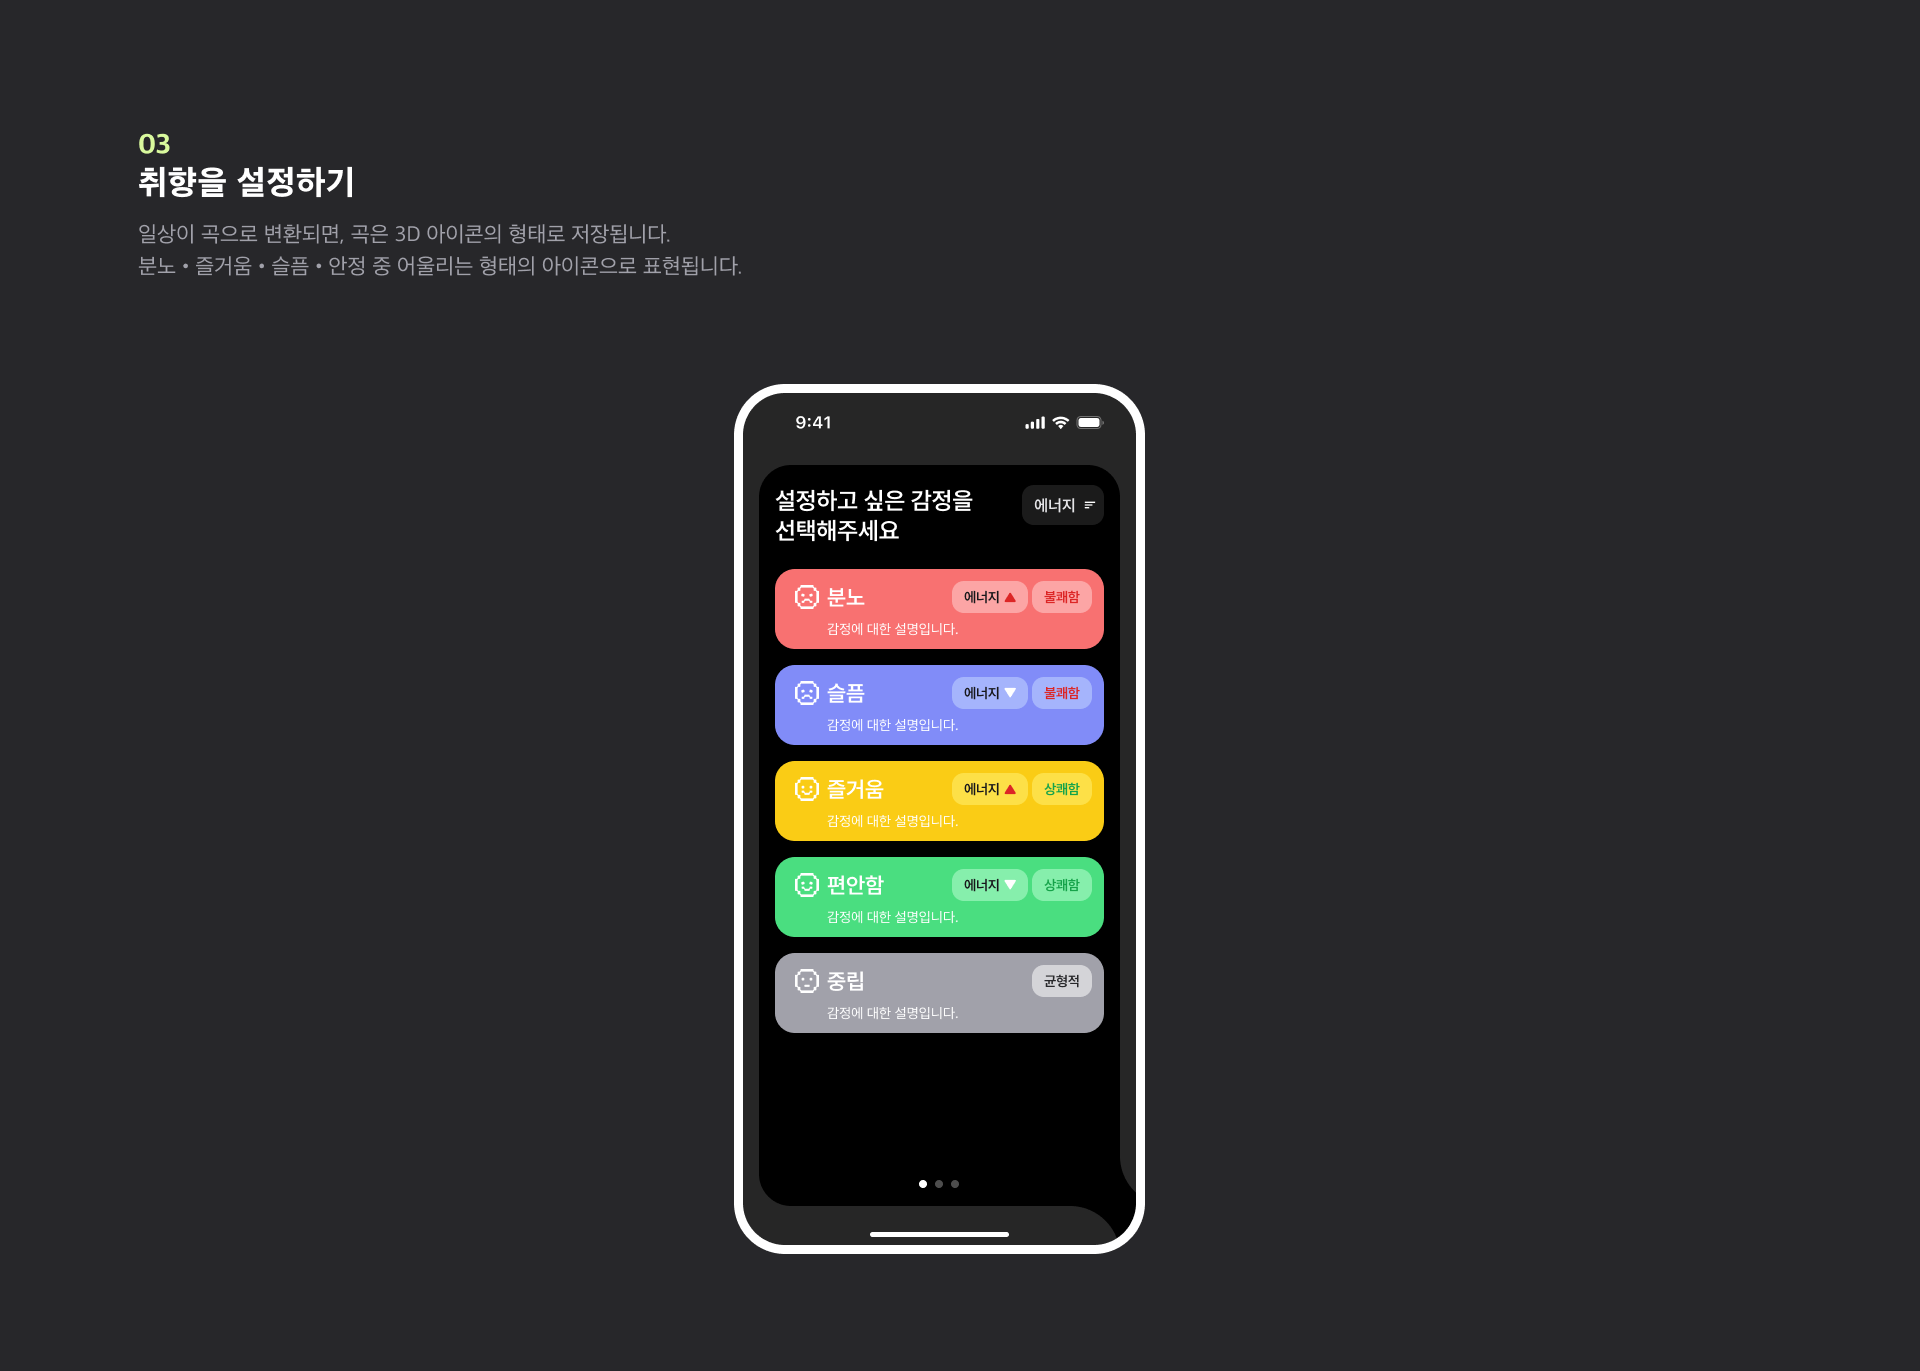 03
취향을 설정하기
일상이 곡으로 변환되면, 곡은 3D 아이콘의 형태로 저장됩니다.
분노 • 즐거움 • 슬픔 • 안정 중 어울리는 형태의 아이콘으로 표현됩니다.
9:41
설정하고 싶은 감정을
선택해주세요
에너지
분노
에너지 ▲
불쾌함
감정에 대한 설명입니다.
슬픔
에너지 ▼
불쾌함
감정에 대한 설명입니다.
즐거움
에너지 ▲
상쾌함
감정에 대한 설명입니다.
편안함
에너지 ▼
상쾌함
감정에 대한 설명입니다.
중립
균형적
감정에 대한 설명입니다.